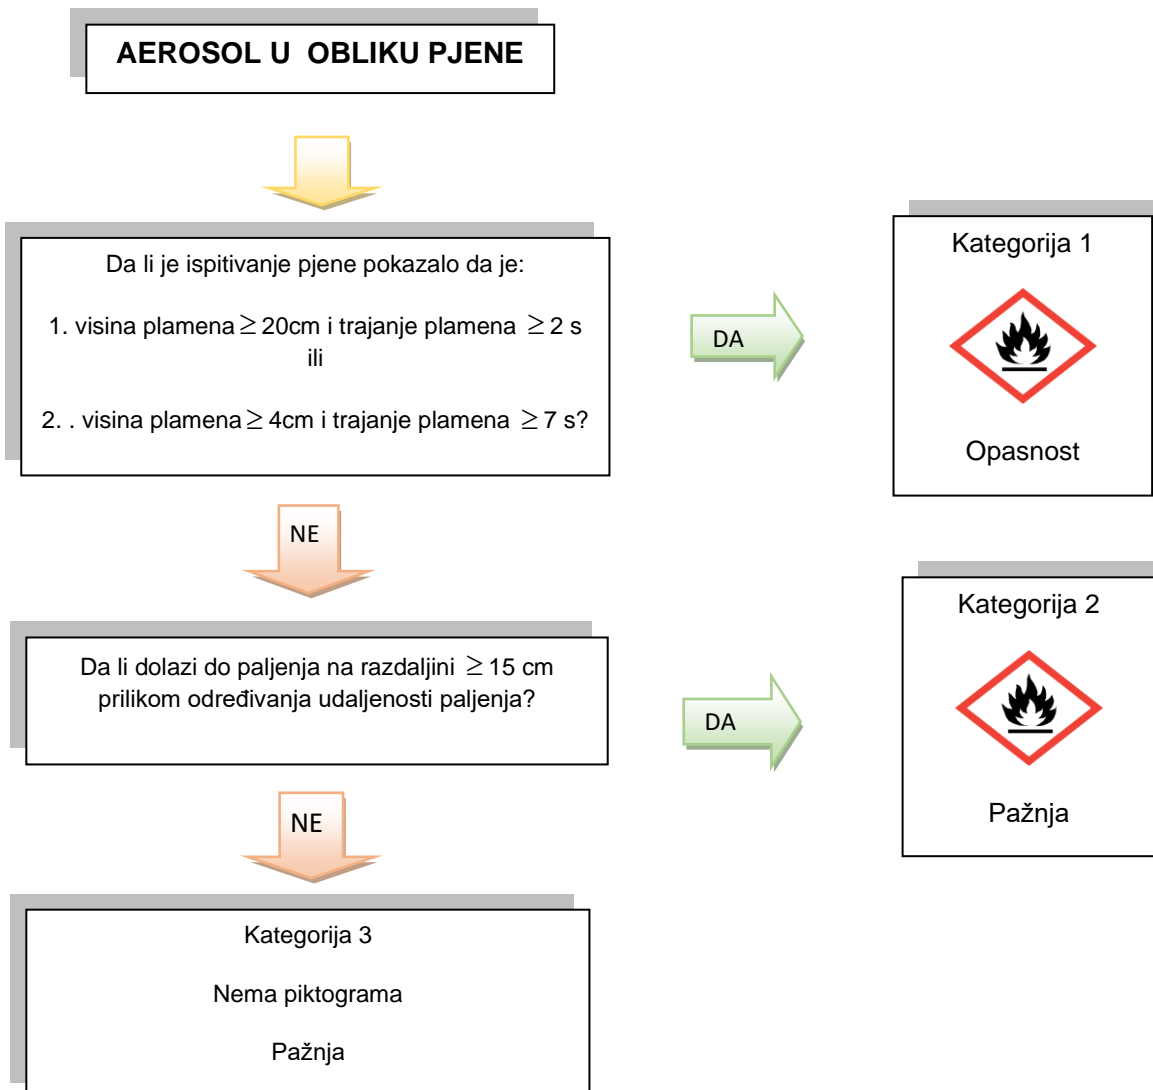 AEROSOL U OBLIKU PJENE
Da li je ispitivanje pjene pokazalo da je:
1. visina plamena ≥ 20cm i trajanje plamena ≥ 2 s
ili
2. . visina plamena ≥ 4cm i trajanje plamena ≥ 7 s?
DA
Kategorija 1
Opasnost
NE
Da li dolazi do paljenja na razdaljini ≥ 15 cm
prilikom određivanja udaljenosti paljenja?
DA
Kategorija 2
Pažnja
NE
Kategorija 3
Nema piktograma
Pažnja